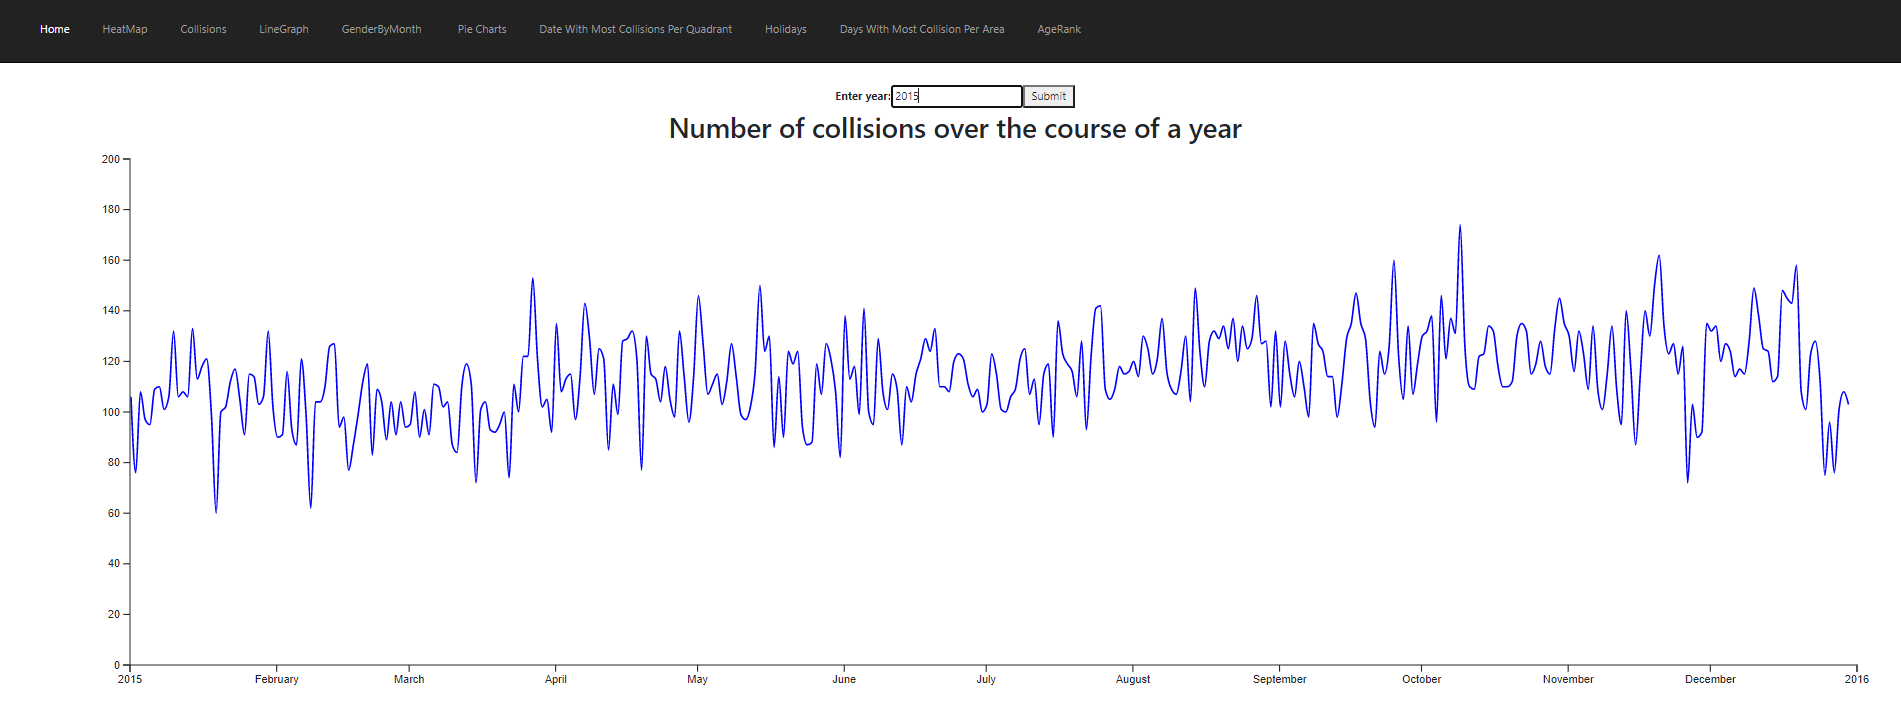 Home HeatMap Collisions LineGraph GenderByMonth Pie Charts Date With Most Collisions Per Quadrant Holidays Days With Most Collision Per Area AgeRank
Enter year: 2015 Submit
Number of collisions over the course of a year
200
180
160
140
120
100
80
60
40
20
0
2015 February March April May June July August September October November December 2016